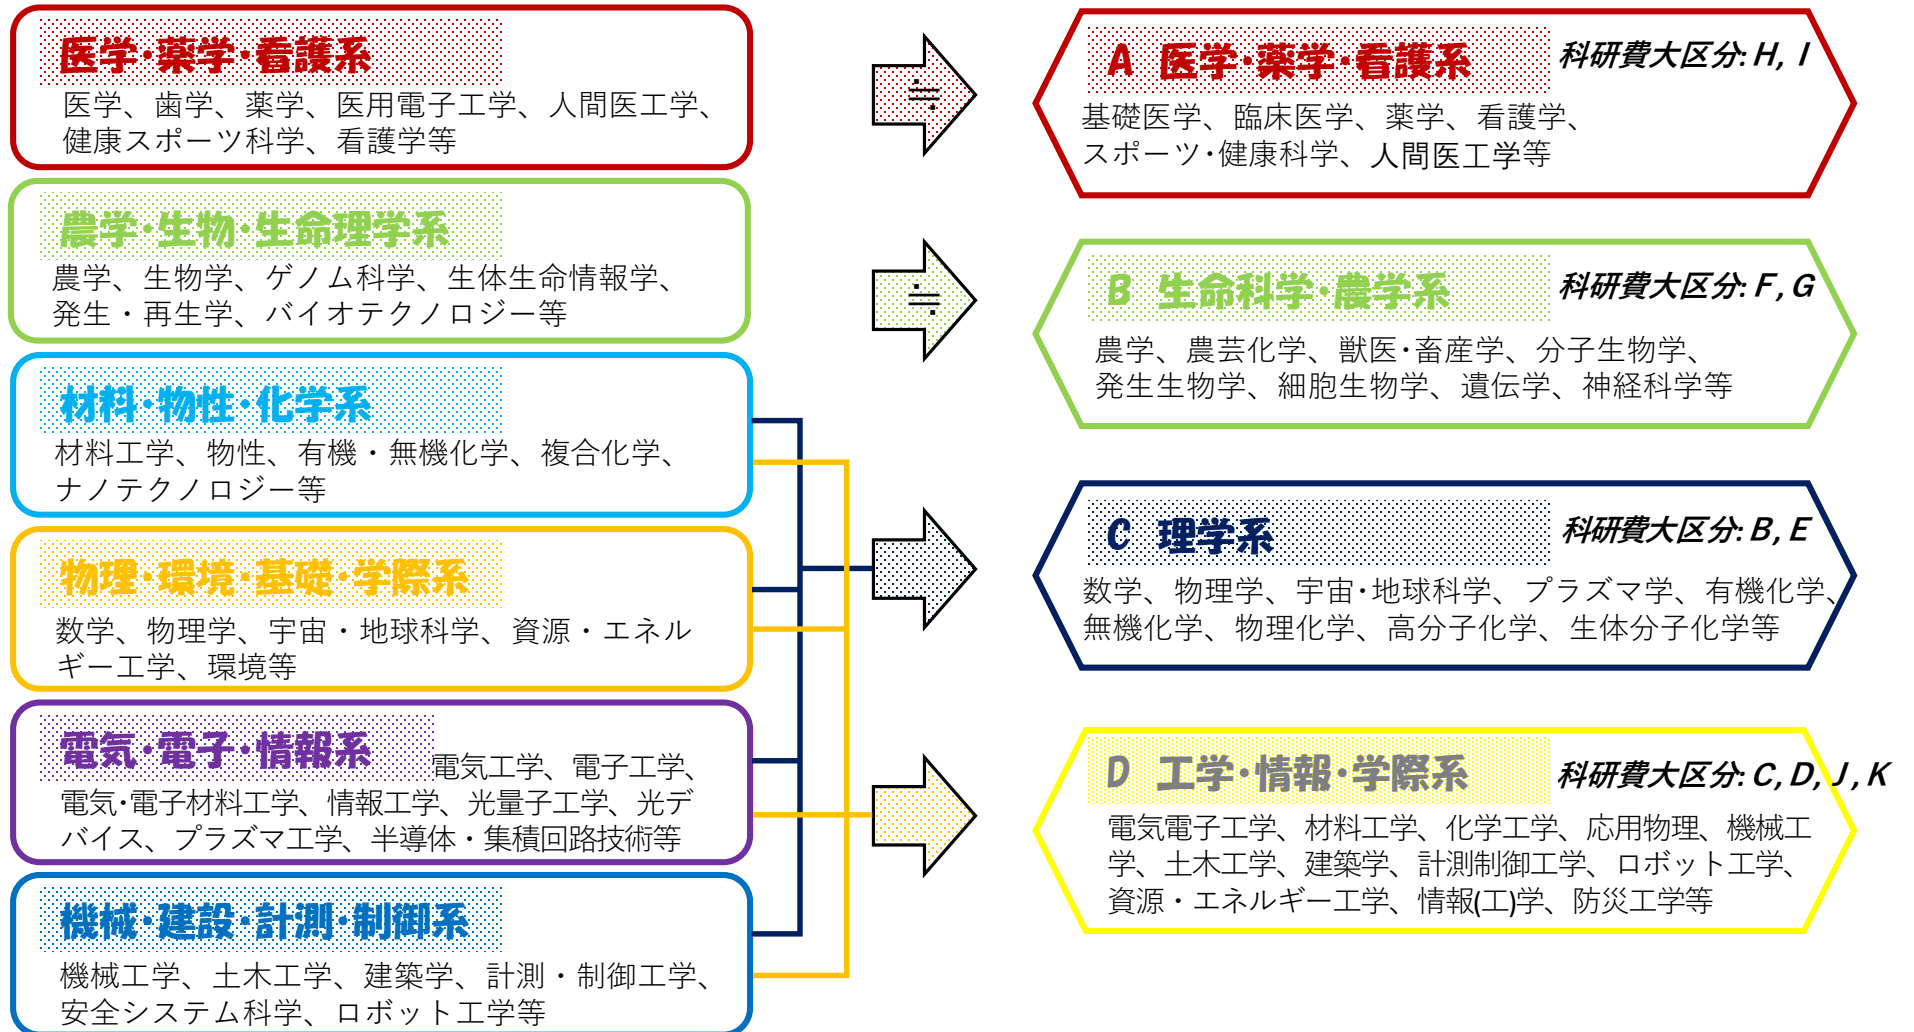 医学・薬学・看護系
医学、歯学、薬学、医用電子工学、人間医工学、
健康スポーツ科学、看護学等
農学・生物・生命理学系
農学、生物学、ゲノム科学、生体生命情報学、
発生・再生学、バイオテクノロジー等
材料・物性・化学系
材料工学、物性、有機・無機化学、複合化学、
ナノテクノロジー等
物理・環境・基礎・学際系
数学、物理学、宇宙・地球科学、資源・エネル
ギー工学、環境等
電気・電子・情報系
電気工学、電子工学、
電気・電子材料工学、情報工学、光量子工学、光デ
バイス、プラズマ工学、半導体・集積回路技術等
機械・建設・計測・制御系
機械工学、土木工学、建築学、計測・制御工学、
安全システム科学、ロボット工学等
≒
≒
A 医学・薬学・看護系
科研費大区分: H, I
基礎医学、臨床医学、薬学、看護学、
スポーツ・健康科学、人間医工学等
B 生命科学・農学系
科研費大区分: F, G
農学、農芸化学、獣医・畜産学、分子生物学、
発生生物学、細胞生物学、遺伝学、神経科学等
C 理学系
科研費大区分: B, E
数学、物理学、宇宙・地球科学、プラズマ学、有機化学、
無機化学、物理化学、高分子化学、生体分子化学等
D 工学・情報・学際系
科研費大区分: C, D, J, K
電気電子工学、材料工学、化学工学、応用物理、機械工
学、土木工学、建築学、計測制御工学、ロボット工学、
資源・エネルギー工学、情報(工)学、防災工学等